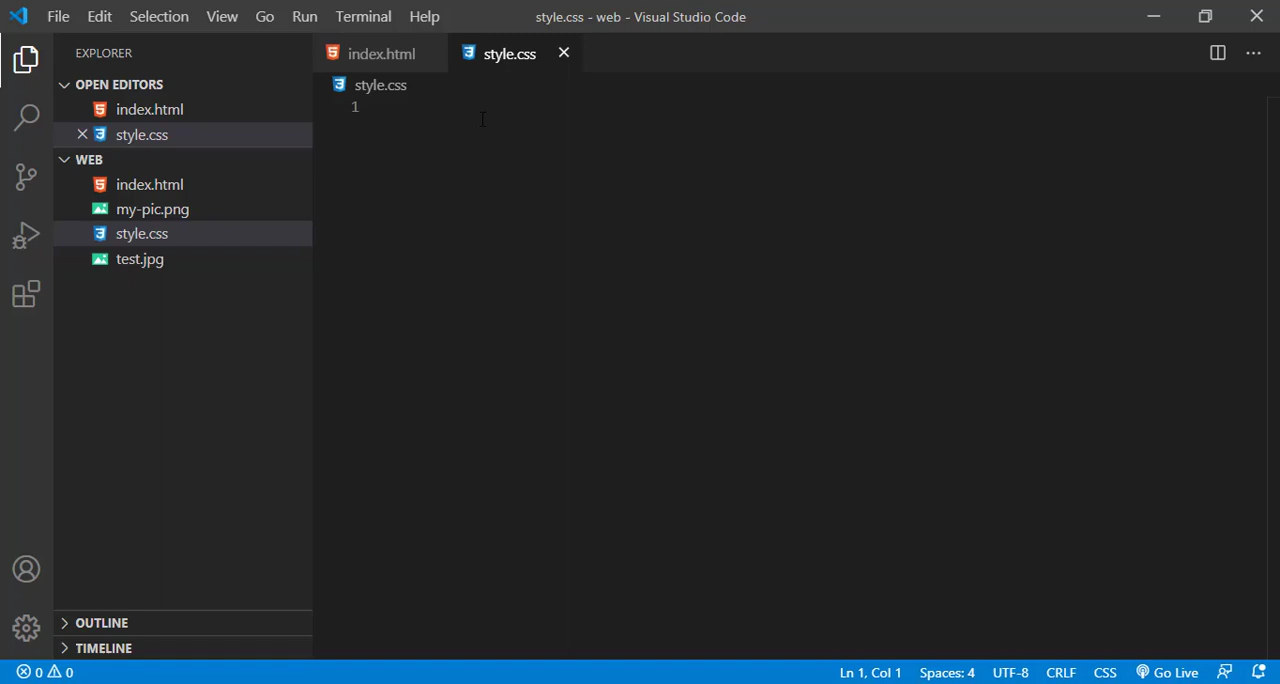 File Edit Selection View Go Run Terminal Help style.css - web - Visual Studio Code
EXPLORER
OPEN EDITORS
index.html
style.css
WEB
index.html
my-pic.png
style.css
test.jpg
OUTLINE
TIMELINE
index.html style.css
style.css
1
0 0 Ln 1, Col 1 Spaces: 4 UTF-8 CRLF CSS Go Live